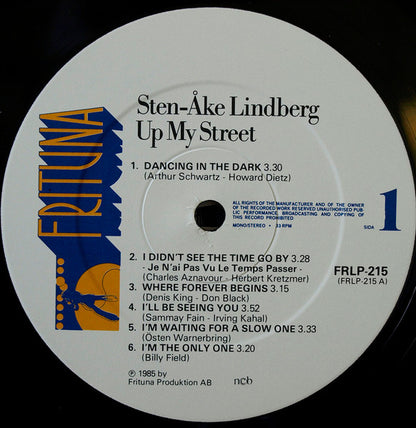 FRITUNA
Sten-Åke Lindberg
Up My Street
1. DANCING IN THE DARK 3.30
(Arthur Schwartz - Howard Dietz)
ALL RIGHTS OF THE MANUFACTURER AND OF THE OWNER
OF THE RECORDED WORK RESERVED UNAUTHORISED PUB-
LIC PERFORMANCE, BROADCASTING AND COPYING OF
THIS RECORD PROHIBITED
MONO/STEREO • 33 RPM
SIDA 1
2. I DIDN'T SEE THE TIME GO BY 3.28
- Je N'ai Pas Vu Le Temps Passer -
(Charles Aznavour - Herbert Kretzmer)
3. WHERE FOREVER BEGINS 3.15
(Denis King - Don Black)
4. I'LL BE SEEING YOU 3.52
(Sammay Fain - Irving Kahal)
5. I'M WAITING FOR A SLOW ONE 3.33
(Östen Warnerbring)
6. I'M THE ONLY ONE 3.20
(Billy Field)
FRLP-215
(FRLP-215 A)
℗ 1985 by
Frituna Produktion AB
ncb